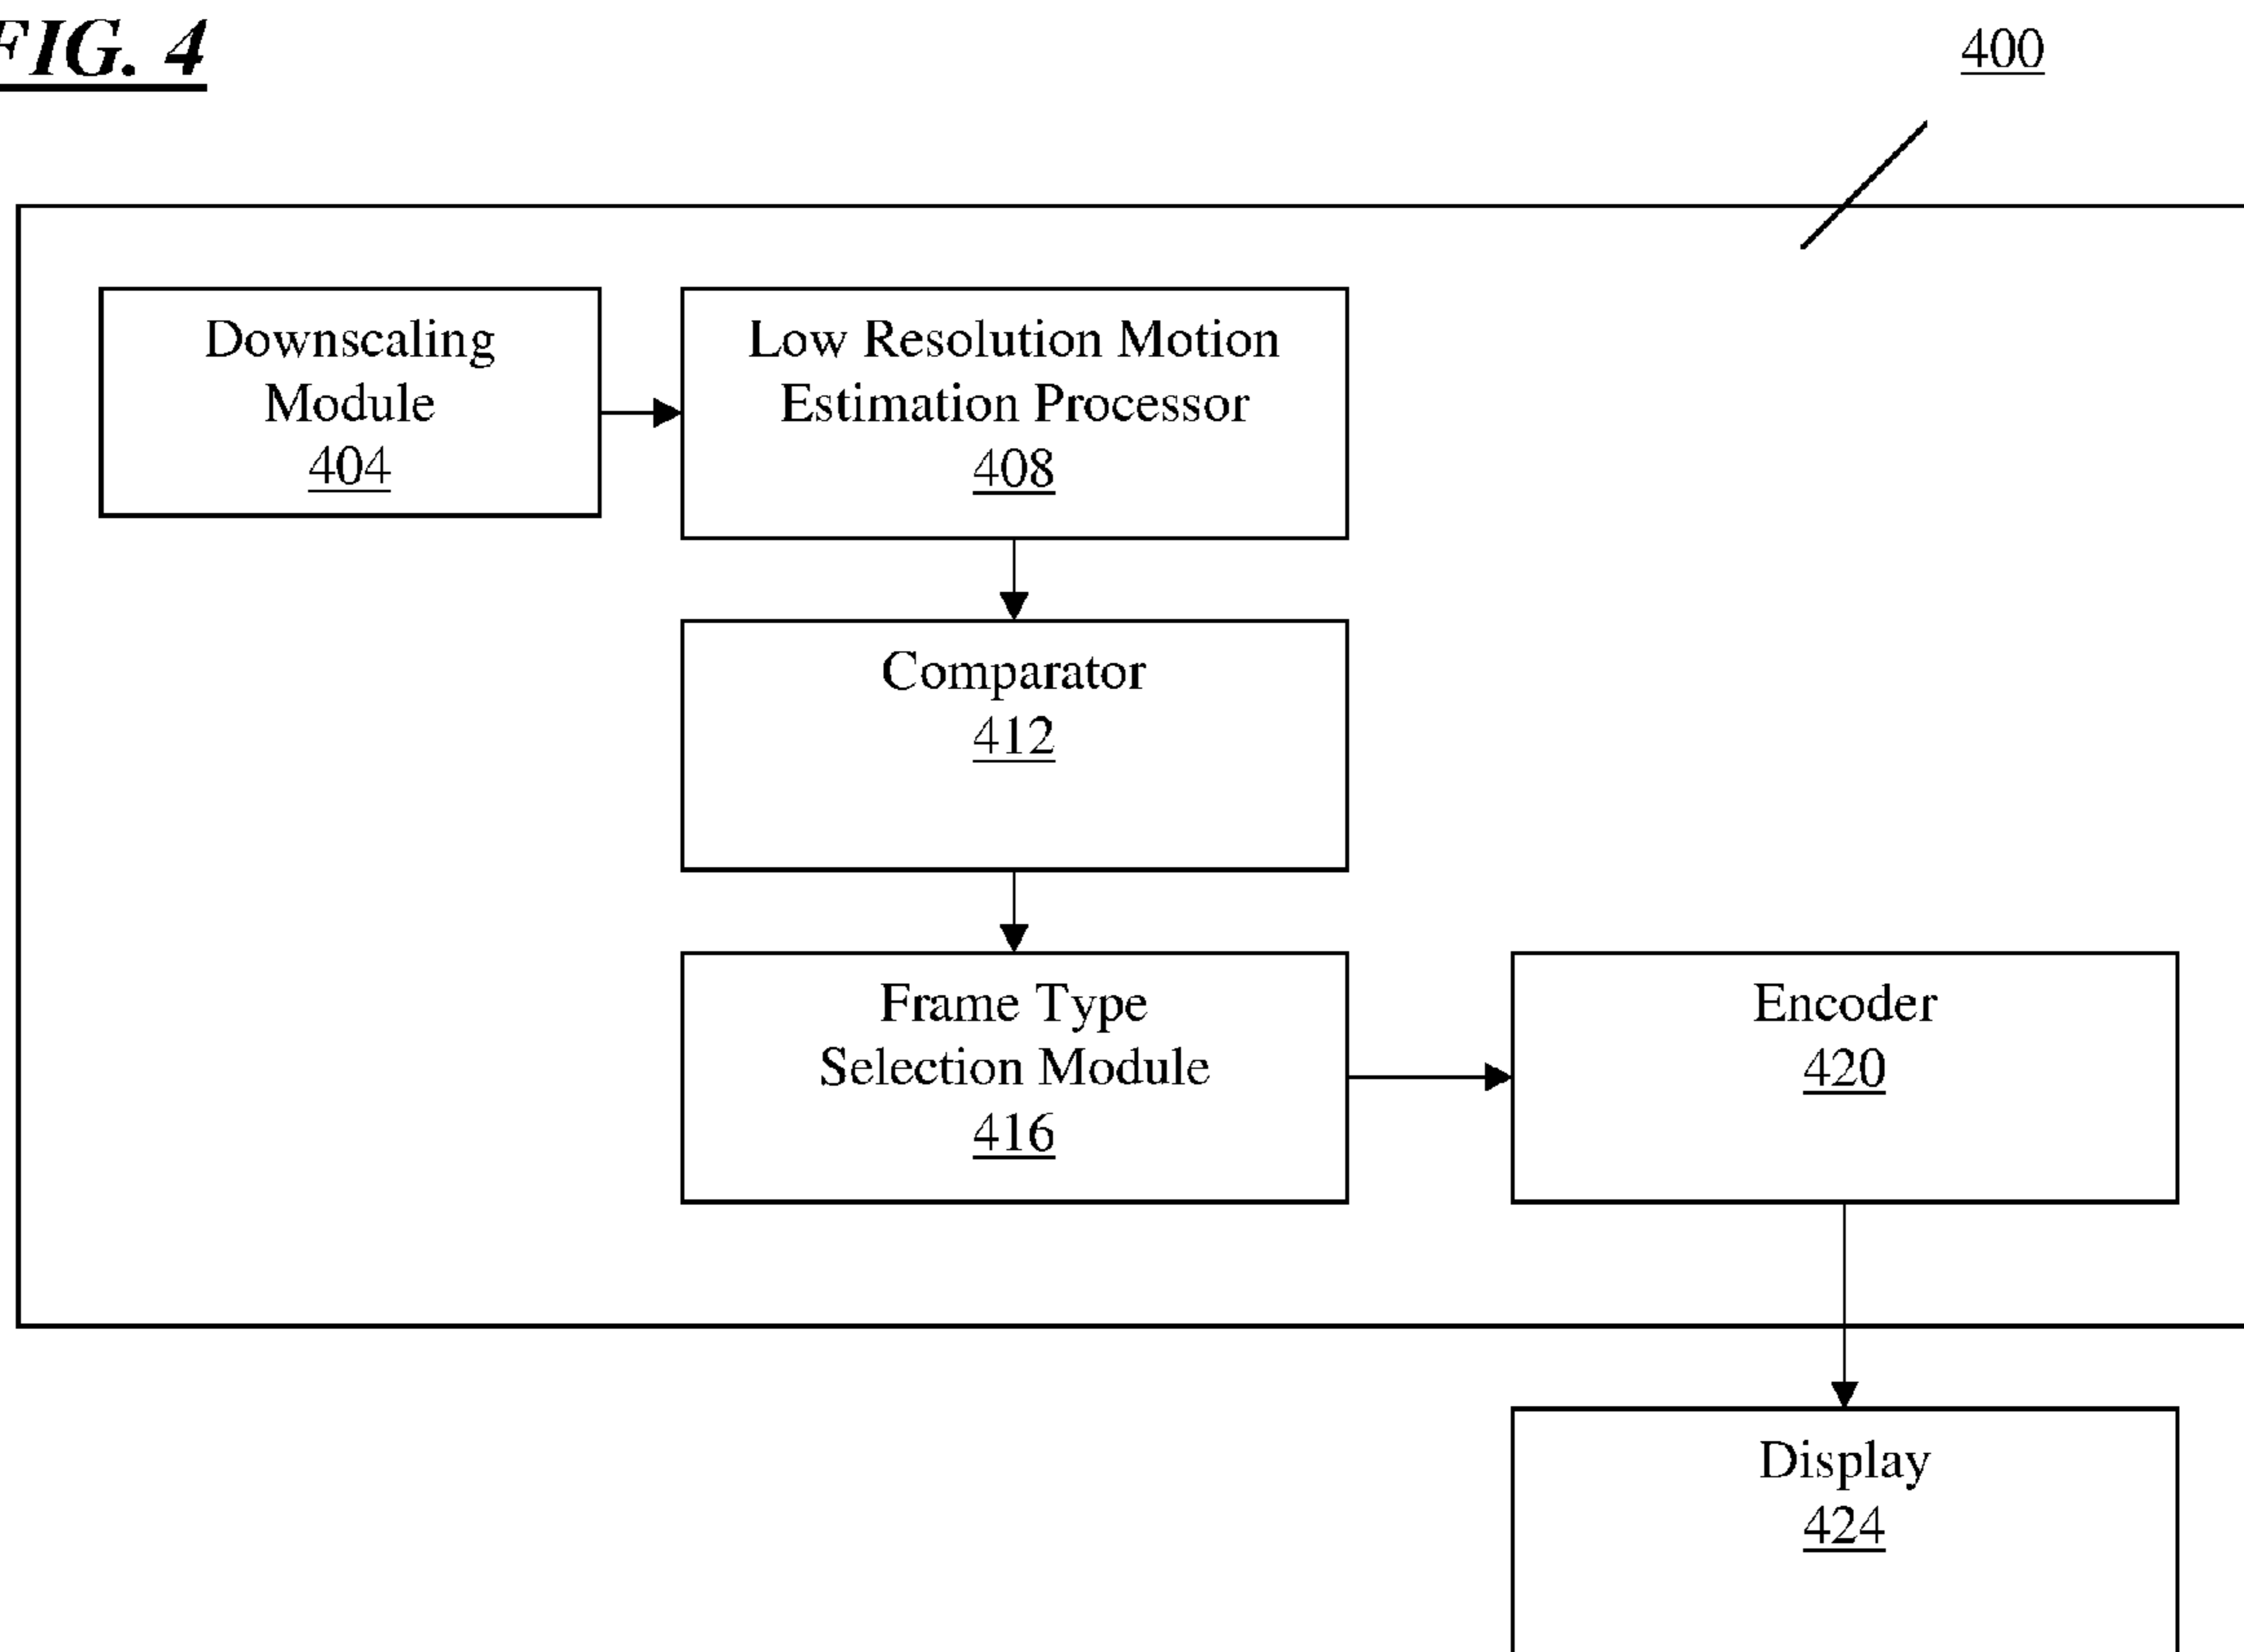 FIG. 4
400
Downscaling
Module
404
Low Resolution Motion
Estimation Processor
408
Comparator
412
Frame Type
Selection Module
416
Encoder
420
Display
424